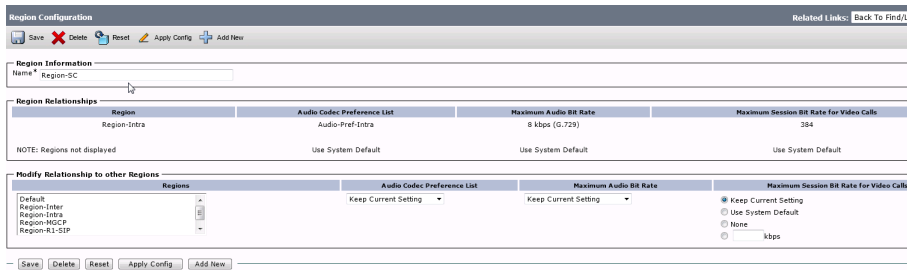 Region Configuration
Related Links: Back To Find/L
Save Delete Reset Apply Config Add New
Region Information
Name* Region-SC
Region Relationships
Region Audio Codec Preference List Maximum Audio Bit Rate Maximum Session Bit Rate for Video Calls
Region-Intra Audio-Pref-Intra 8 kbps (G.729) 384
NOTE: Regions not displayed Use System Default Use System Default Use System Default
Modify Relationship to other Regions
Regions Audio Codec Preference List Maximum Audio Bit Rate Maximum Session Bit Rate for Video Calls
Default Keep Current Setting Keep Current Setting Keep Current Setting
Region-Inter
Region-Intra Use System Default
Region-MGCP None
Region-R1-SIP kbps
Save Delete Reset Apply Config Add New